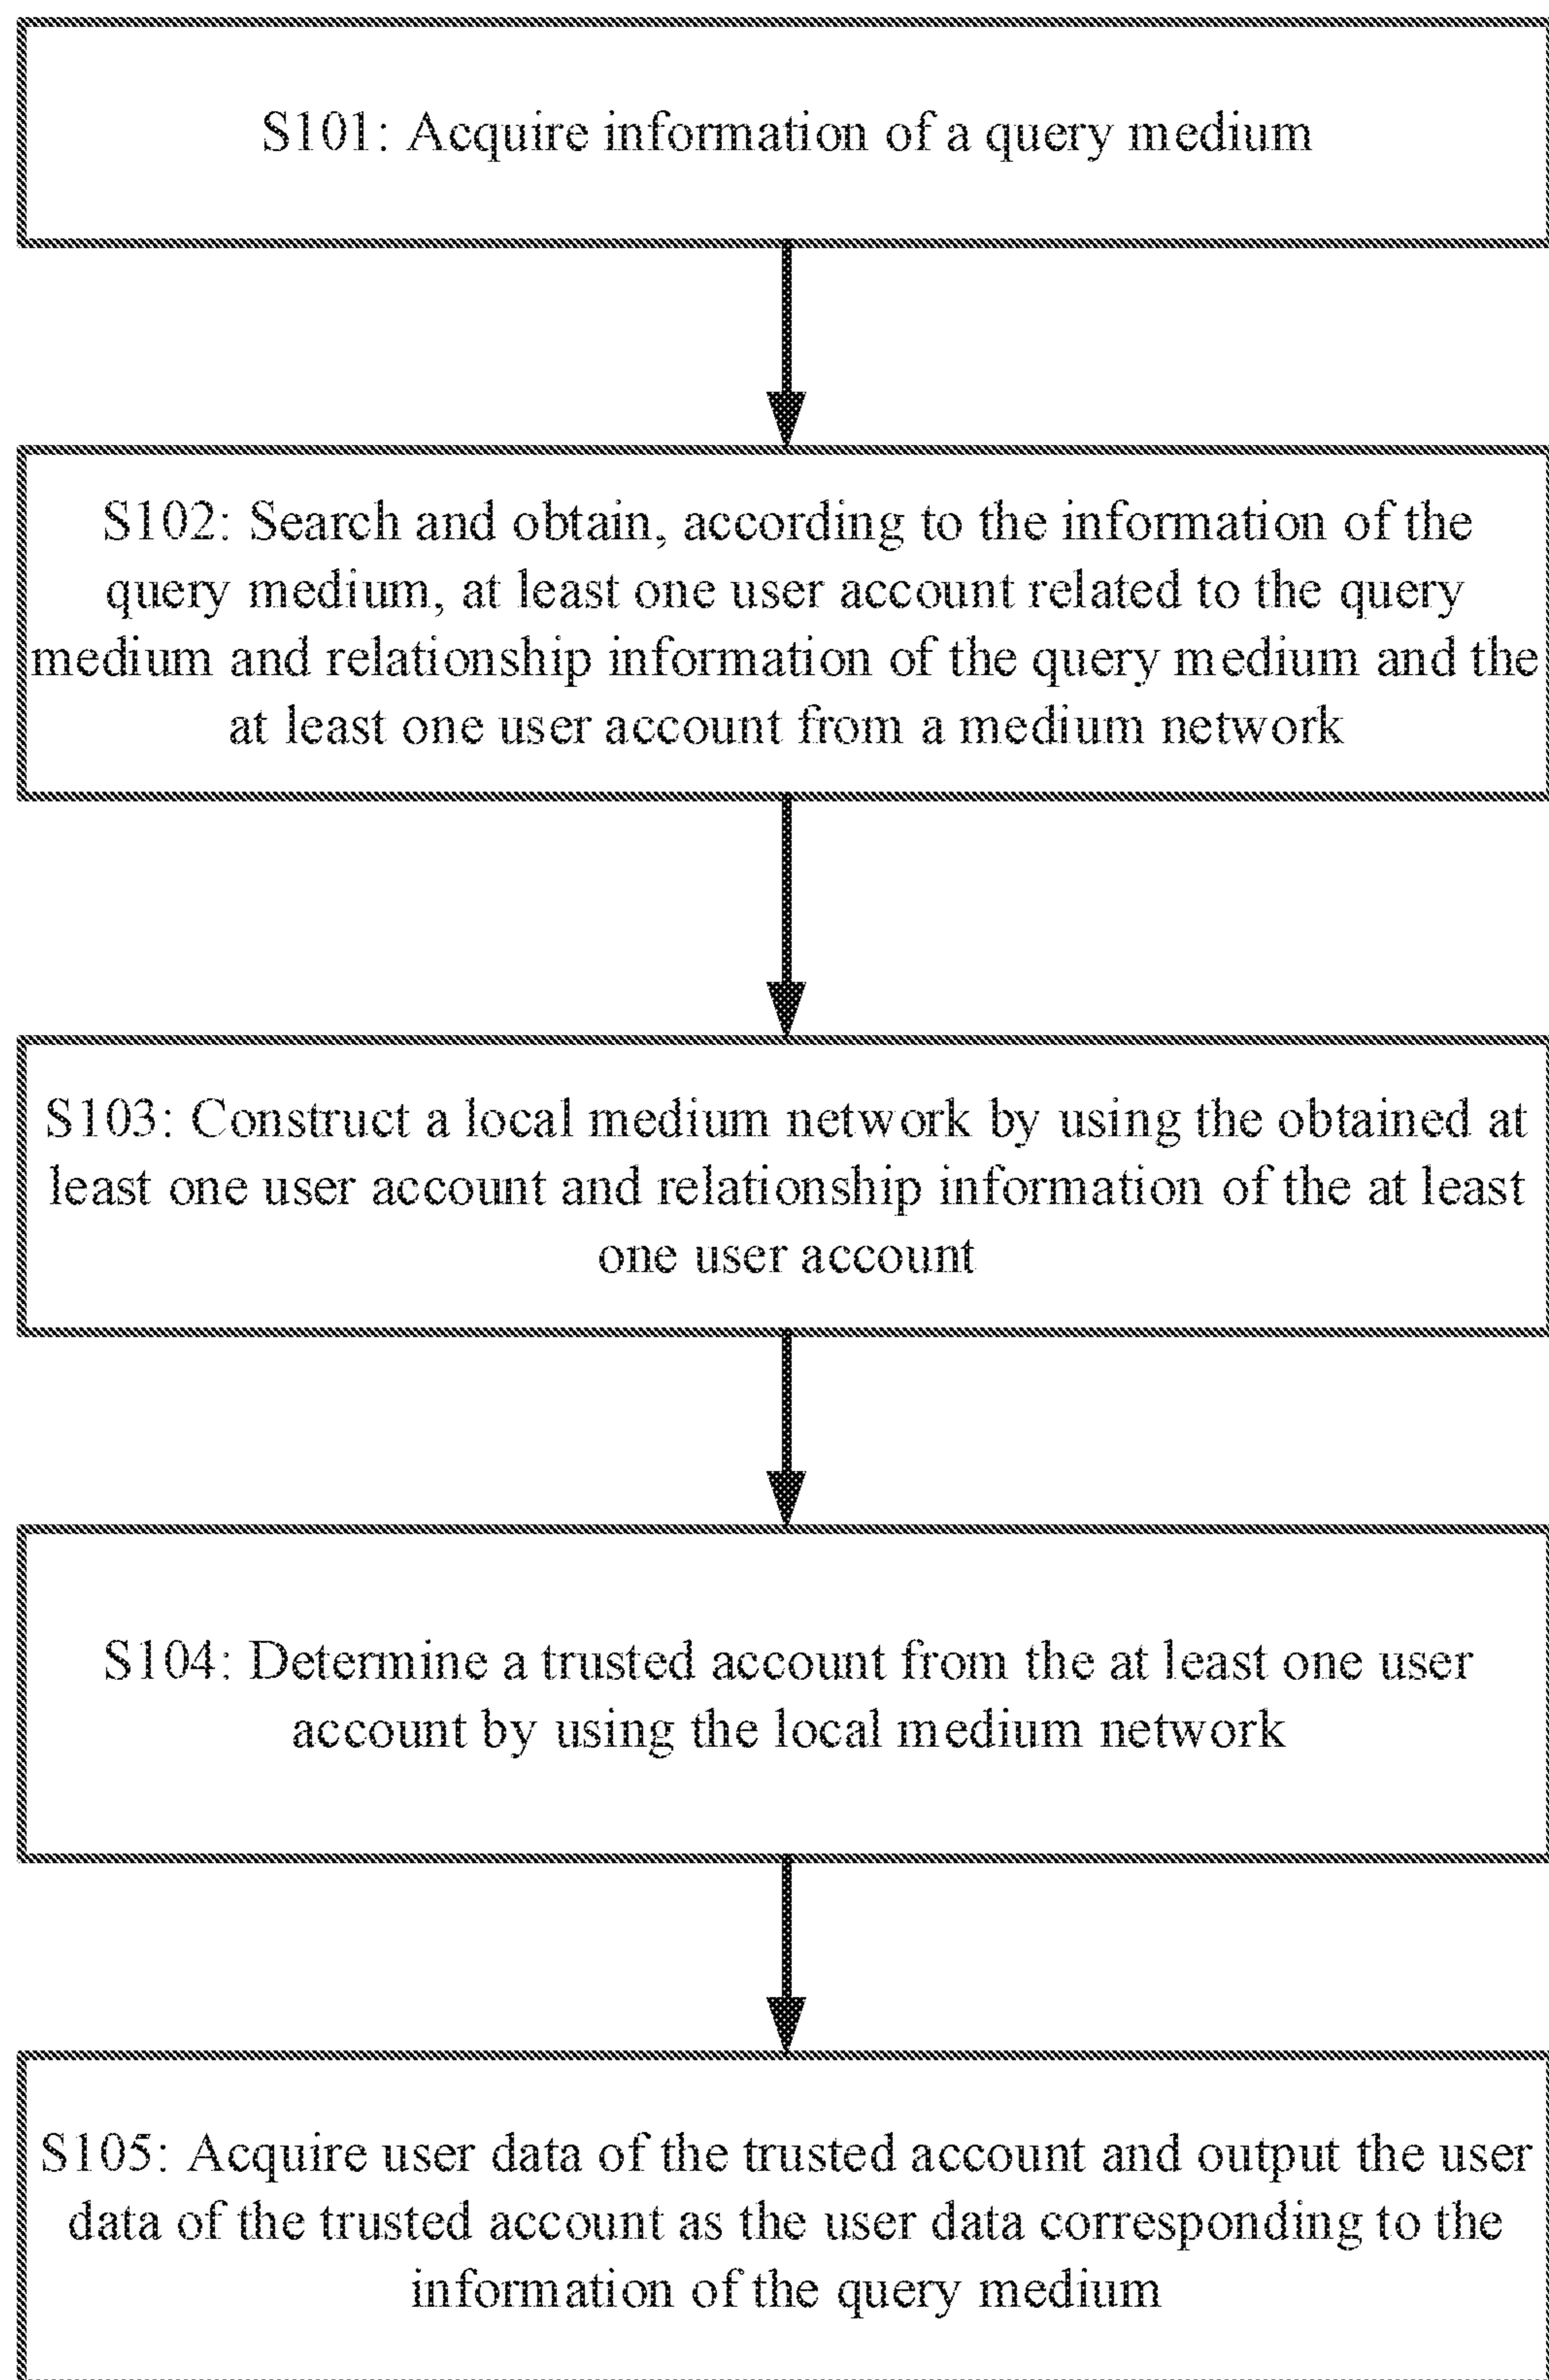 S101: Acquire information of a query medium
S102: Search and obtain, according to the information of the
query medium, at least one user account related to the query
medium and relationship information of the query medium and the
at least one user account from a medium network
S103: Construct a local medium network by using the obtained at
least one user account and relationship information of the at least
one user account
S104: Determine a trusted account from the at least one user
account by using the local medium network
S105: Acquire user data of the trusted account and output the user
data of the trusted account as the user data corresponding to the
information of the query medium